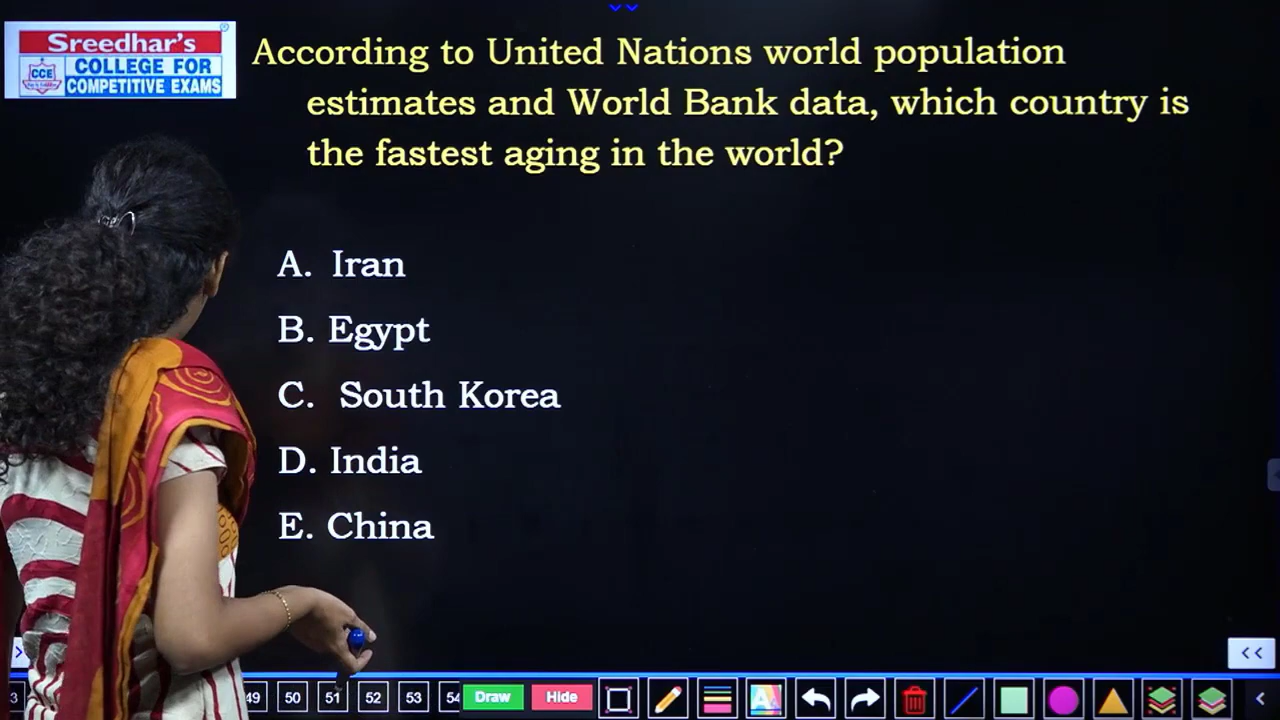 Sreedhar's
CCE
COLLEGE FOR
COMPETITIVE EXAMS
According to United Nations world population
estimates and World Bank data, which country is
the fastest aging in the world?
A. Iran
B. Egypt
C. South Korea
D. India
E. China
3
49
50
51
52
53
54
Draw
Hide